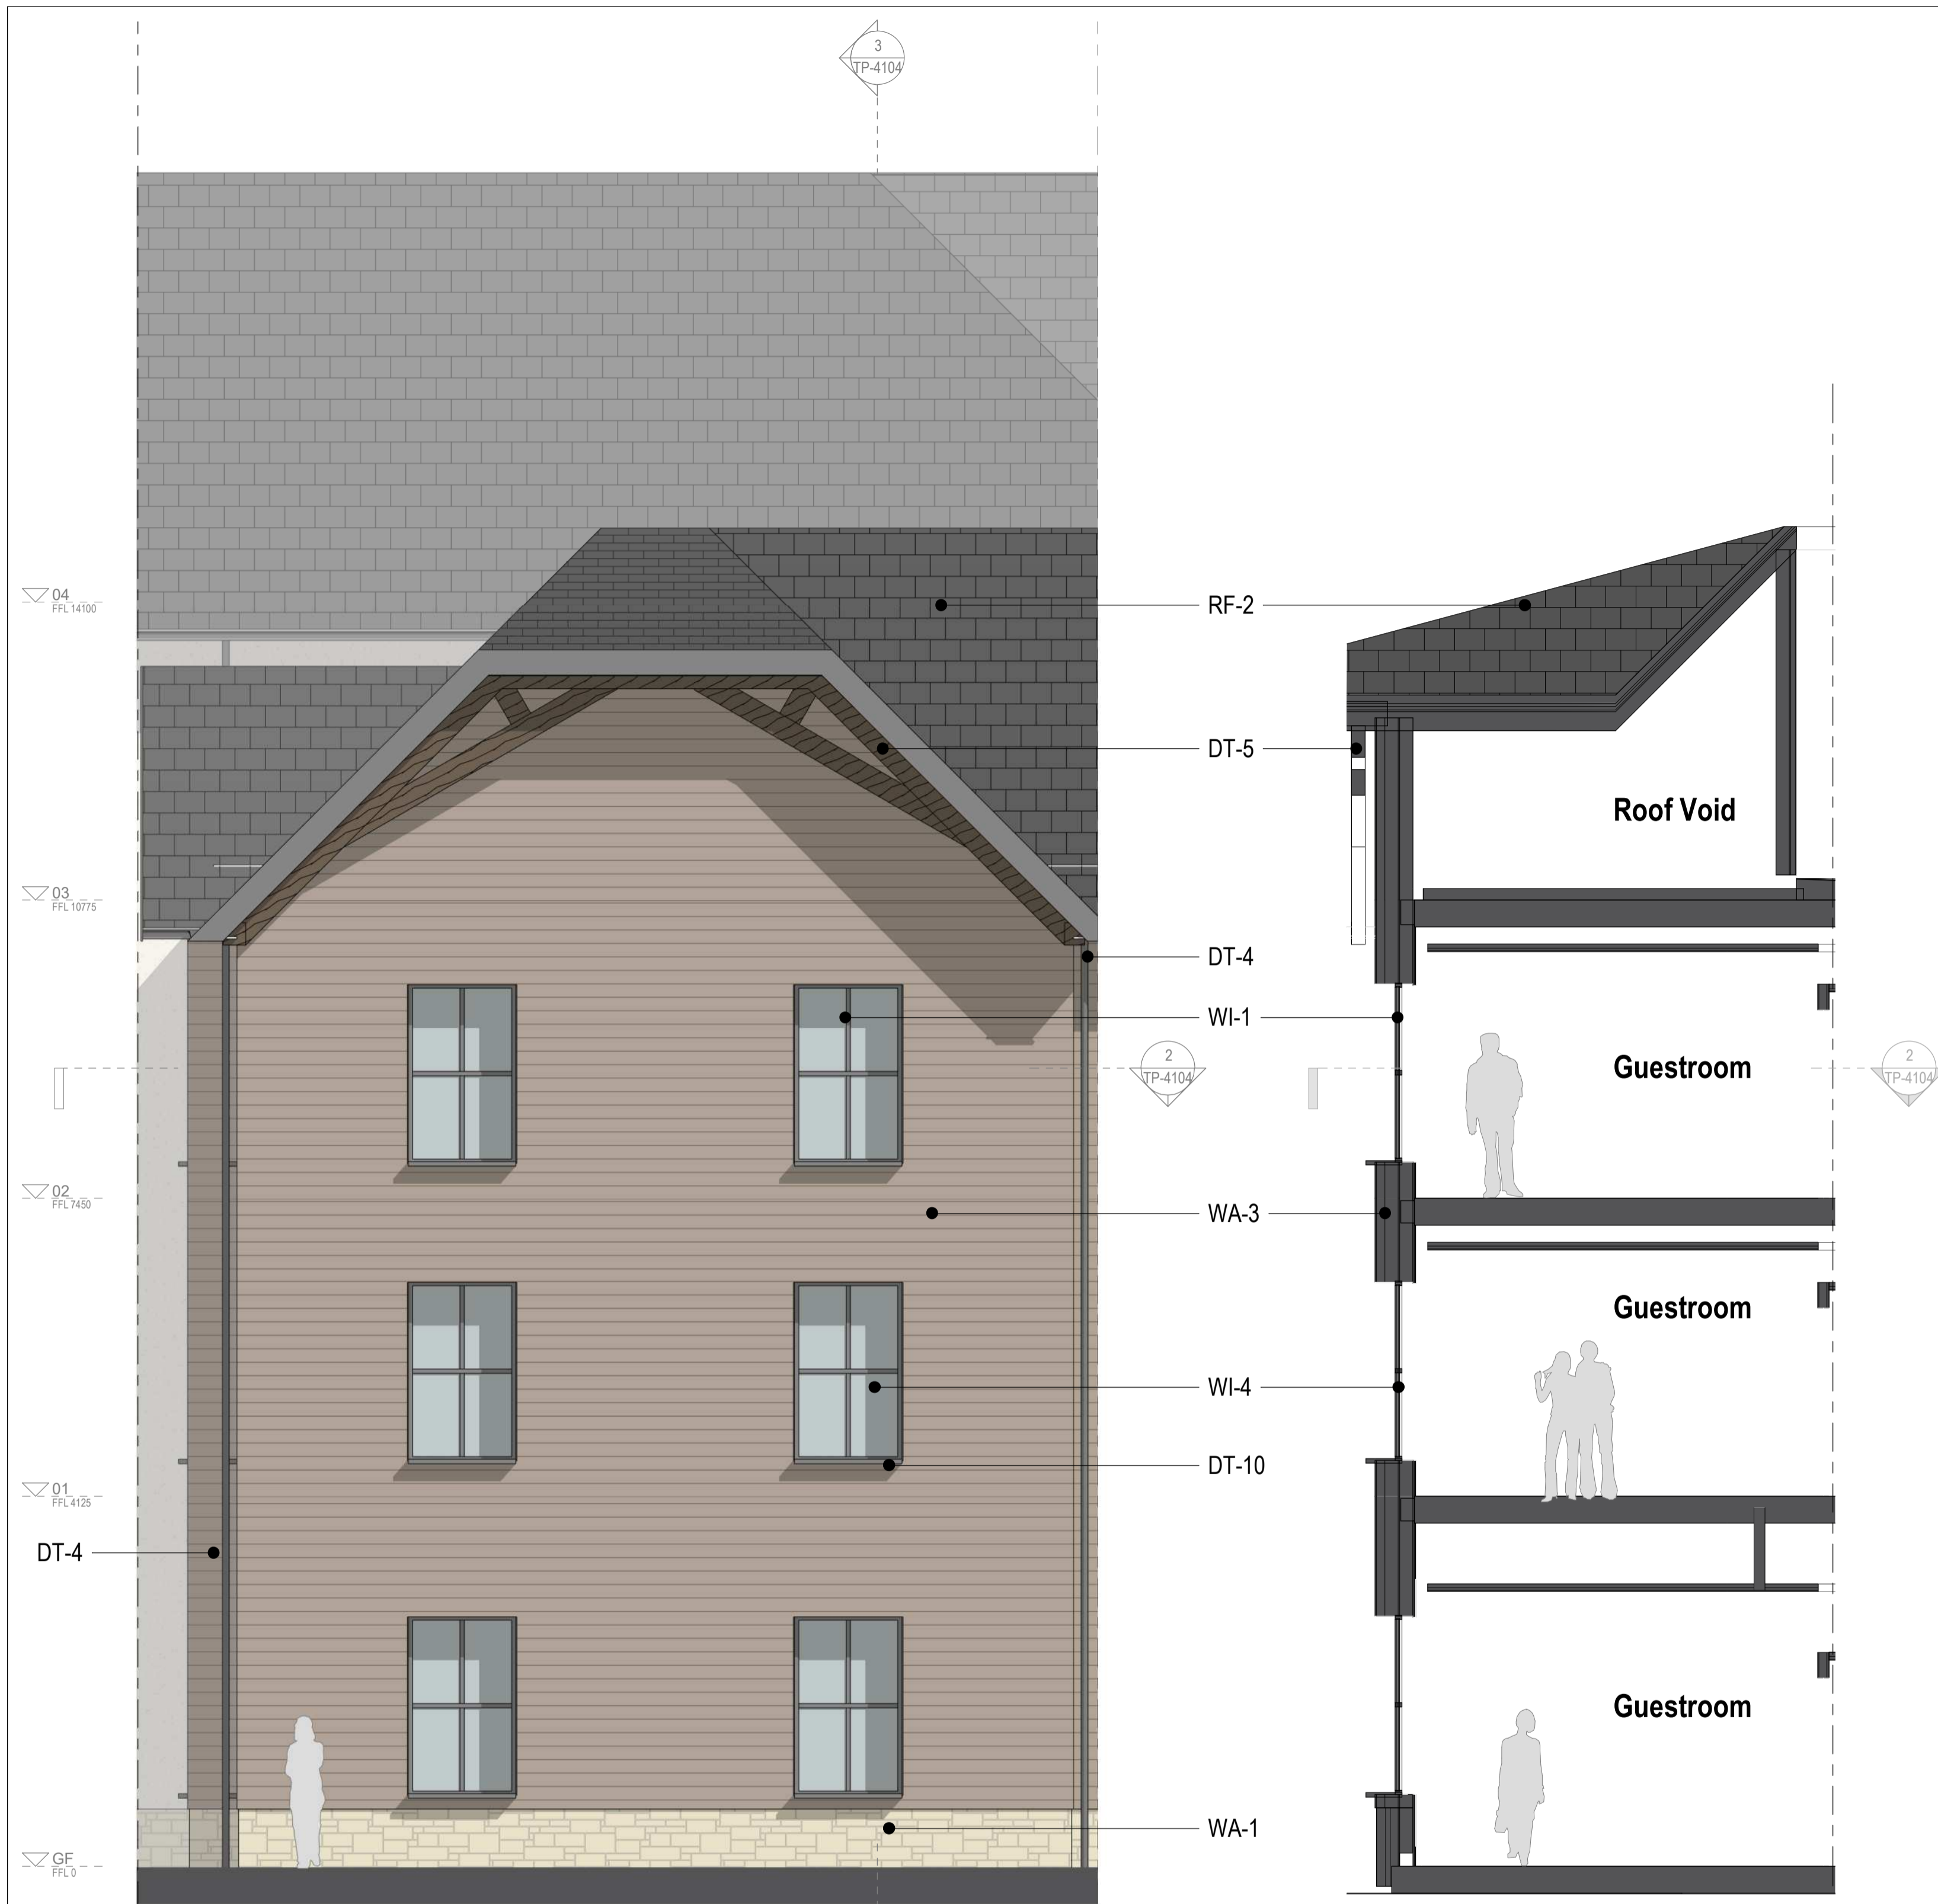 3
TP-4104
04
FFL 14100
RF-2
DT-5
Roof Void
03
FFL 10775
DT-4
WI-1
2
TP-4104
Guestroom
2
TP-4104
02
FFL 7450
WA-3
Guestroom
WI-4
DT-10
01
FFL 4125
DT-4
Guestroom
WA-1
GF
FFL 0